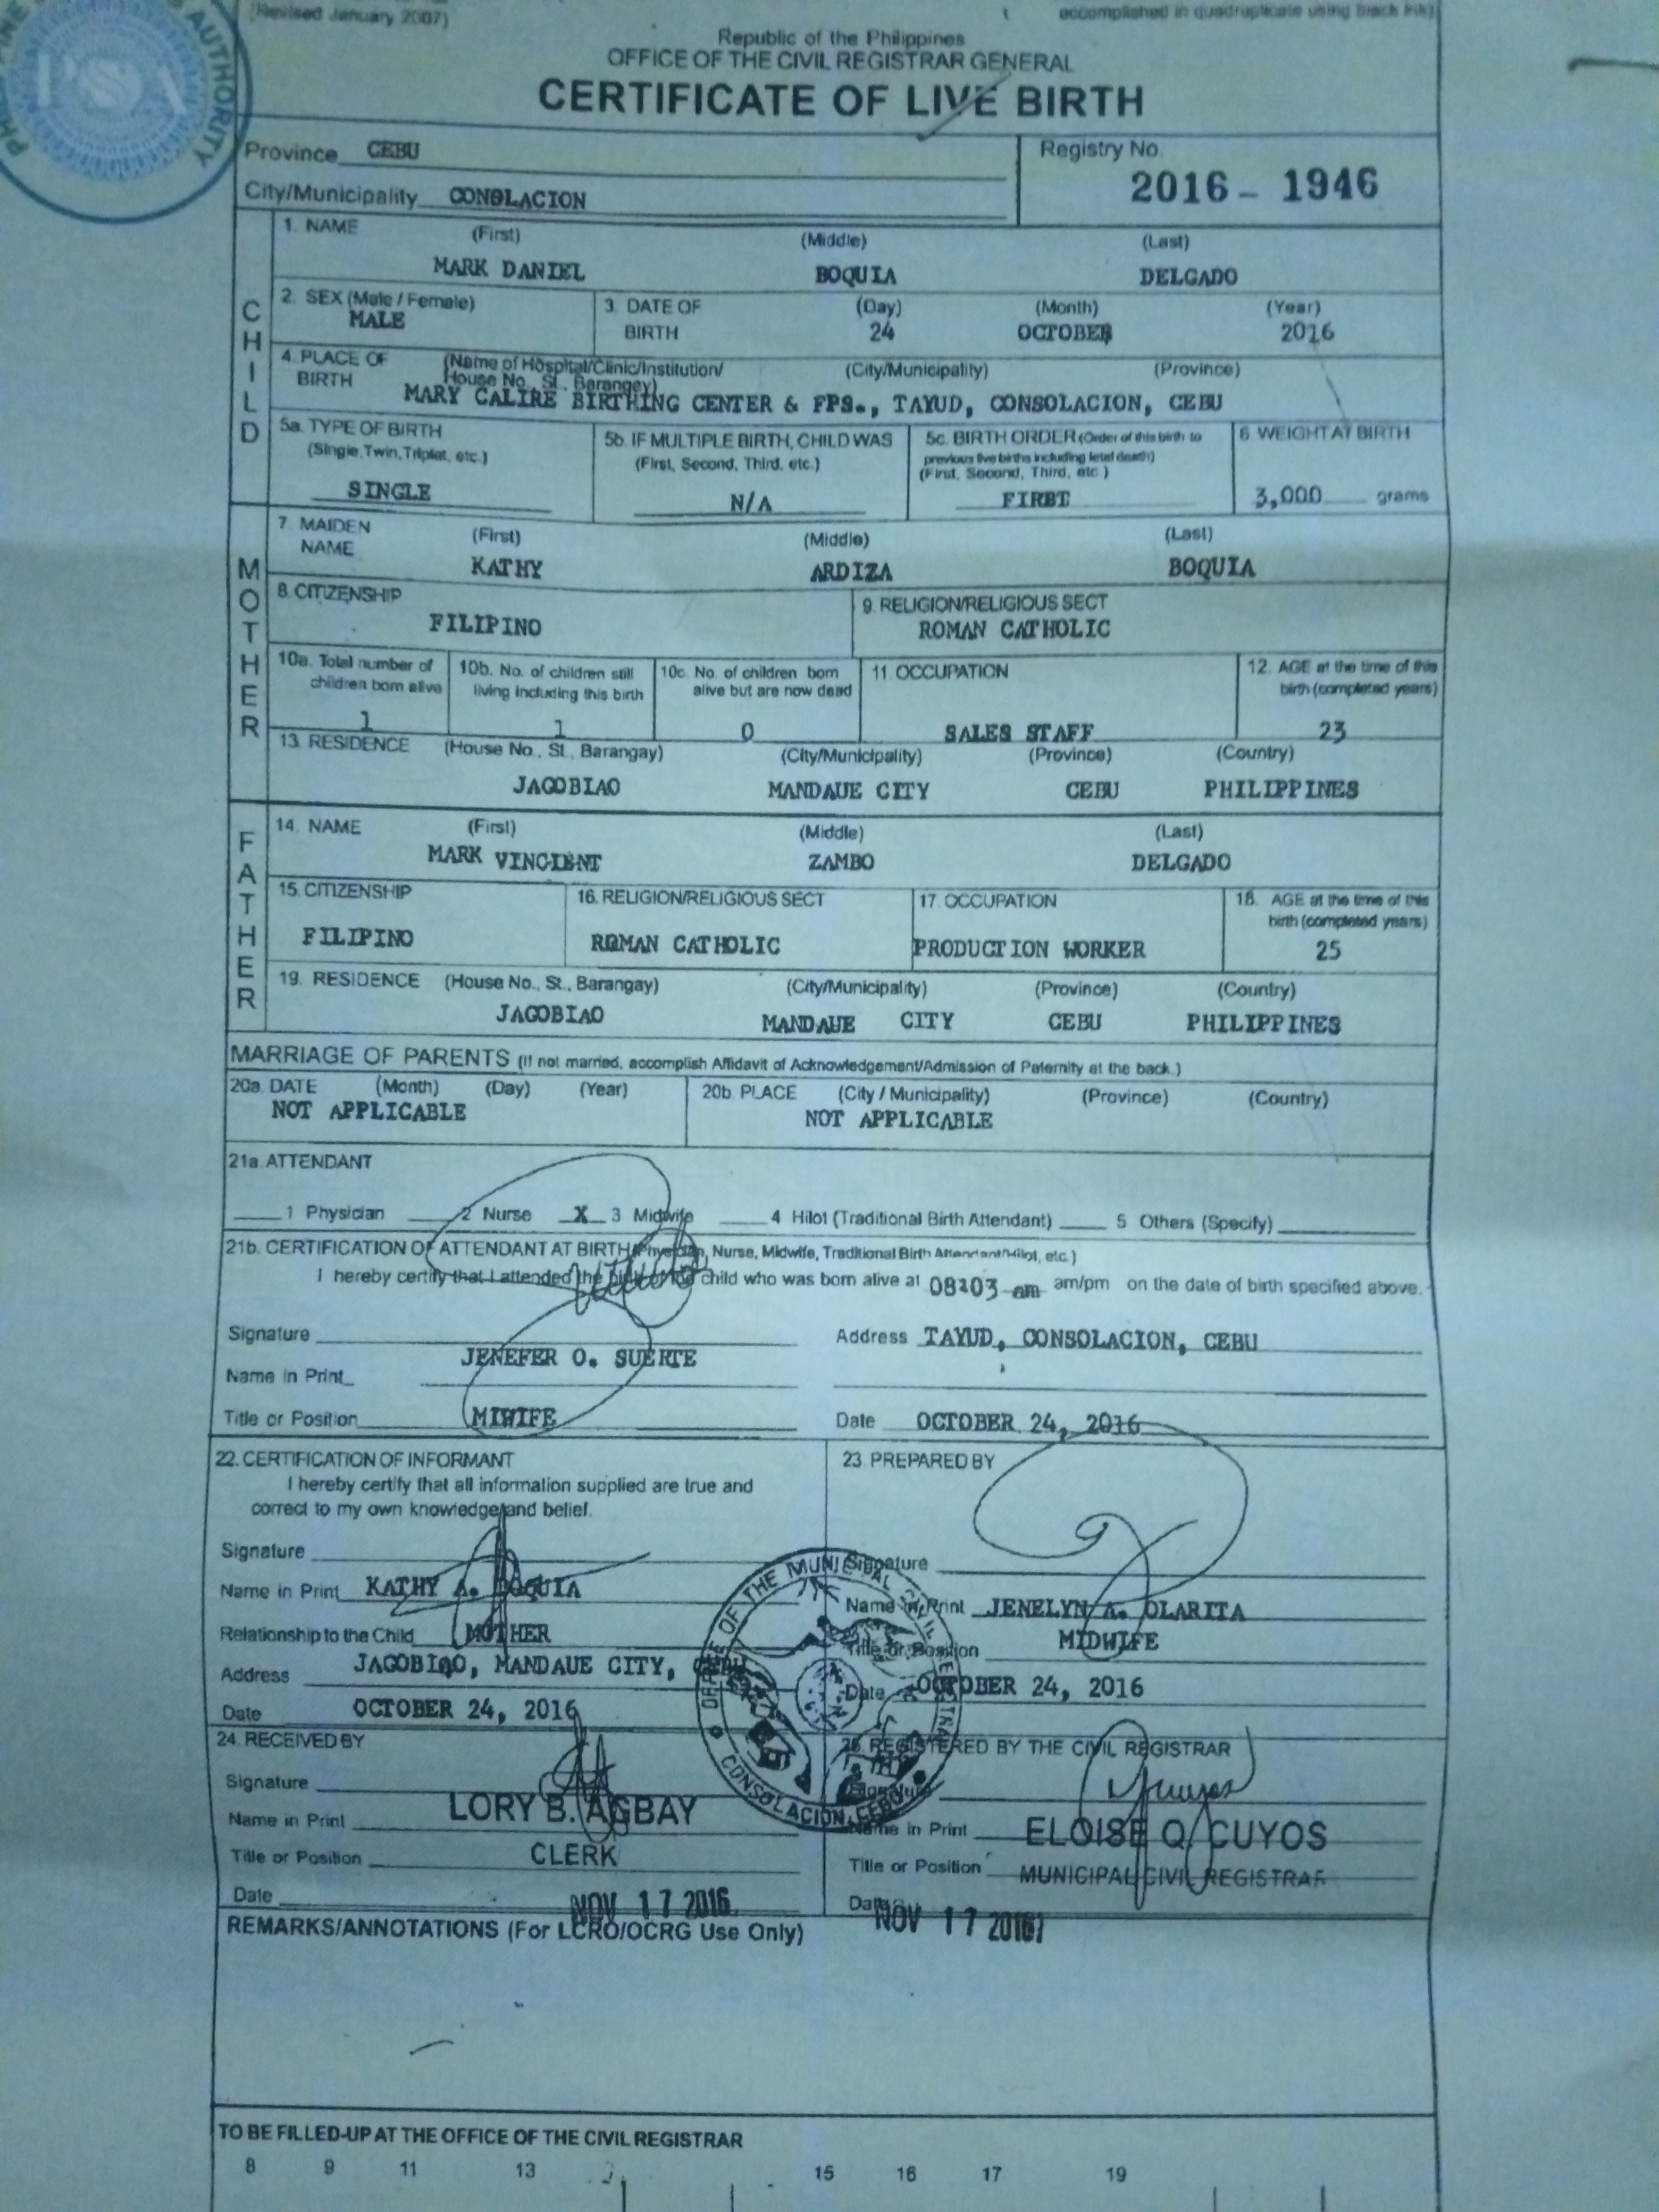 (Revised January 2007)
accomplished in quadruplicate using black ink)
AUTHORITY
PSA
Republic of the Philippines
OFFICE OF THE CIVIL REGISTRAR GENERAL
CERTIFICATE OF LIVE BIRTH
Province CEBU
Registry No.
City/Municipality CONOLACION
2016 - 1946
CHILD
1. NAME (First) (Middle) (Last)
MARK DANIEL BOQUIA DELGADO
2. SEX (Male / Female) 3. DATE OF BIRTH (Day) (Month) (Year)
MALE 24 OCTOBER 2016
4. PLACE OF BIRTH (Name of Hospital/Clinic/Institution/ House No., St., Barangay) (City/Municipality) (Province)
MARY CALIRE BIRTHING CENTER & FPS., TAYUD, CONSOLACION, CEBU
5a. TYPE OF BIRTH (Single, Twin, Triplet, etc.)
SINGLE
5b. IF MULTIPLE BIRTH, CHILD WAS (First, Second, Third, etc.)
N/A
5c. BIRTH ORDER (Order of this birth to previous live births including fetal death) (First, Second, Third, etc.)
FIRST
6. WEIGHT AT BIRTH
3,000 grams
MOTHER
7. MAIDEN NAME (First) (Middle) (Last)
KATHY ARDIZA BOQUIA
8. CITIZENSHIP
FILIPINO
9. RELIGION/RELIGIOUS SECT
ROMAN CATHOLIC
10a. Total number of children born alive
1
10b. No. of children still living including this birth
1
10c. No. of children born alive but are now dead
0
11. OCCUPATION
SALES STAFF
12. AGE at the time of this birth (completed years)
23
13. RESIDENCE (House No., St., Barangay) (City/Municipality) (Province) (Country)
JAGOBIAO MANDAUE CITY CEBU PHILIPPINES
FATHER
14. NAME (First) (Middle) (Last)
MARK VINCIENT ZAMBO DELGADO
15. CITIZENSHIP
FILIPINO
16. RELIGION/RELIGIOUS SECT
ROMAN CATHOLIC
17. OCCUPATION
PRODUCTION WORKER
18. AGE at the time of this birth (completed years)
25
19. RESIDENCE (House No., St., Barangay) (City/Municipality) (Province) (Country)
JAGOBIAO MANDAUE CITY CEBU PHILIPPINES
MARRIAGE OF PARENTS (If not married, accomplish Affidavit of Acknowledgement/Admission of Paternity at the back.)
20a. DATE (Month) (Day) (Year) 20b. PLACE (City / Municipality) (Province) (Country)
NOT APPLICABLE NOT APPLICABLE
21a. ATTENDANT
1 Physician 2 Nurse X 3 Midwife 4 Hilot (Traditional Birth Attendant) 5 Others (Specify)
21b. CERTIFICATION OF ATTENDANT AT BIRTH (Physician, Nurse, Midwife, Traditional Birth Attendant/Hilot, etc.)
I hereby certify that I attended the birth of the child who was born alive at 08:03 am am/pm on the date of birth specified above.
Signature Address TAYUD, CONSOLACION, CEBU
Name in Print JENEFER O. SUERTE
Title or Position MIWIFE Date OCTOBER 24, 2016
22. CERTIFICATION OF INFORMANT
I hereby certify that all information supplied are true and
correct to my own knowledge and belief.
Signature
Name in Print KATHY A. BOQUIA
Relationship to the Child MOTHER
Address JAGOBIAO, MANDAUE CITY, CEBU
Date OCTOBER 24, 2016
23. PREPARED BY
Signature
Name in Print JENELYN A. OLARITA
Title or Position MIDWIFE
Date OCTOBER 24, 2016
OFFICE OF THE MUNICIPAL CIVIL REGISTRAR
CONSOLACION, CEBU
24. RECEIVED BY
Signature
Name in Print LORY B. AGBAY
Title or Position CLERK
Date NOV 17 2016
25. REGISTERED BY THE CIVIL REGISTRAR
Signature
Name in Print ELOISE Q. CUYOS
Title or Position MUNICIPAL CIVIL REGISTRAR
Date NOV 17 2016
REMARKS/ANNOTATIONS (For LCRO/OCRG Use Only)
TO BE FILLED-UP AT THE OFFICE OF THE CIVIL REGISTRAR
8 9 11 13 15 16 17 19